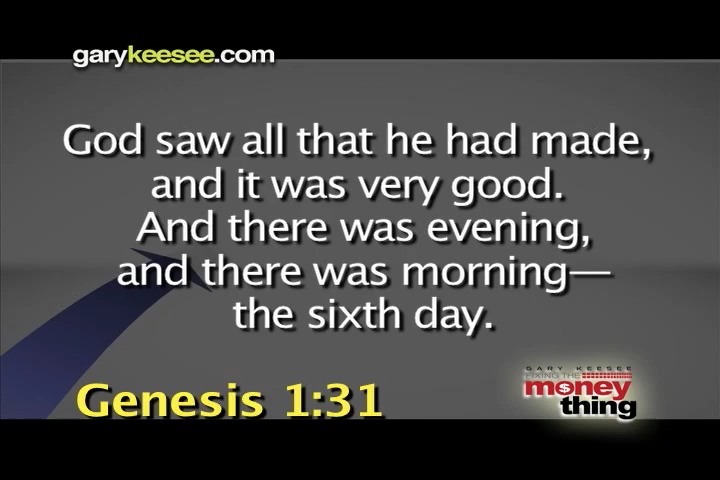 garykeesee.com
God saw all that he had made,
and it was very good.
And there was evening,
and there was morning—
the sixth day.
Genesis 1:31
GARY KEESEE
FIXING THE
money
thing